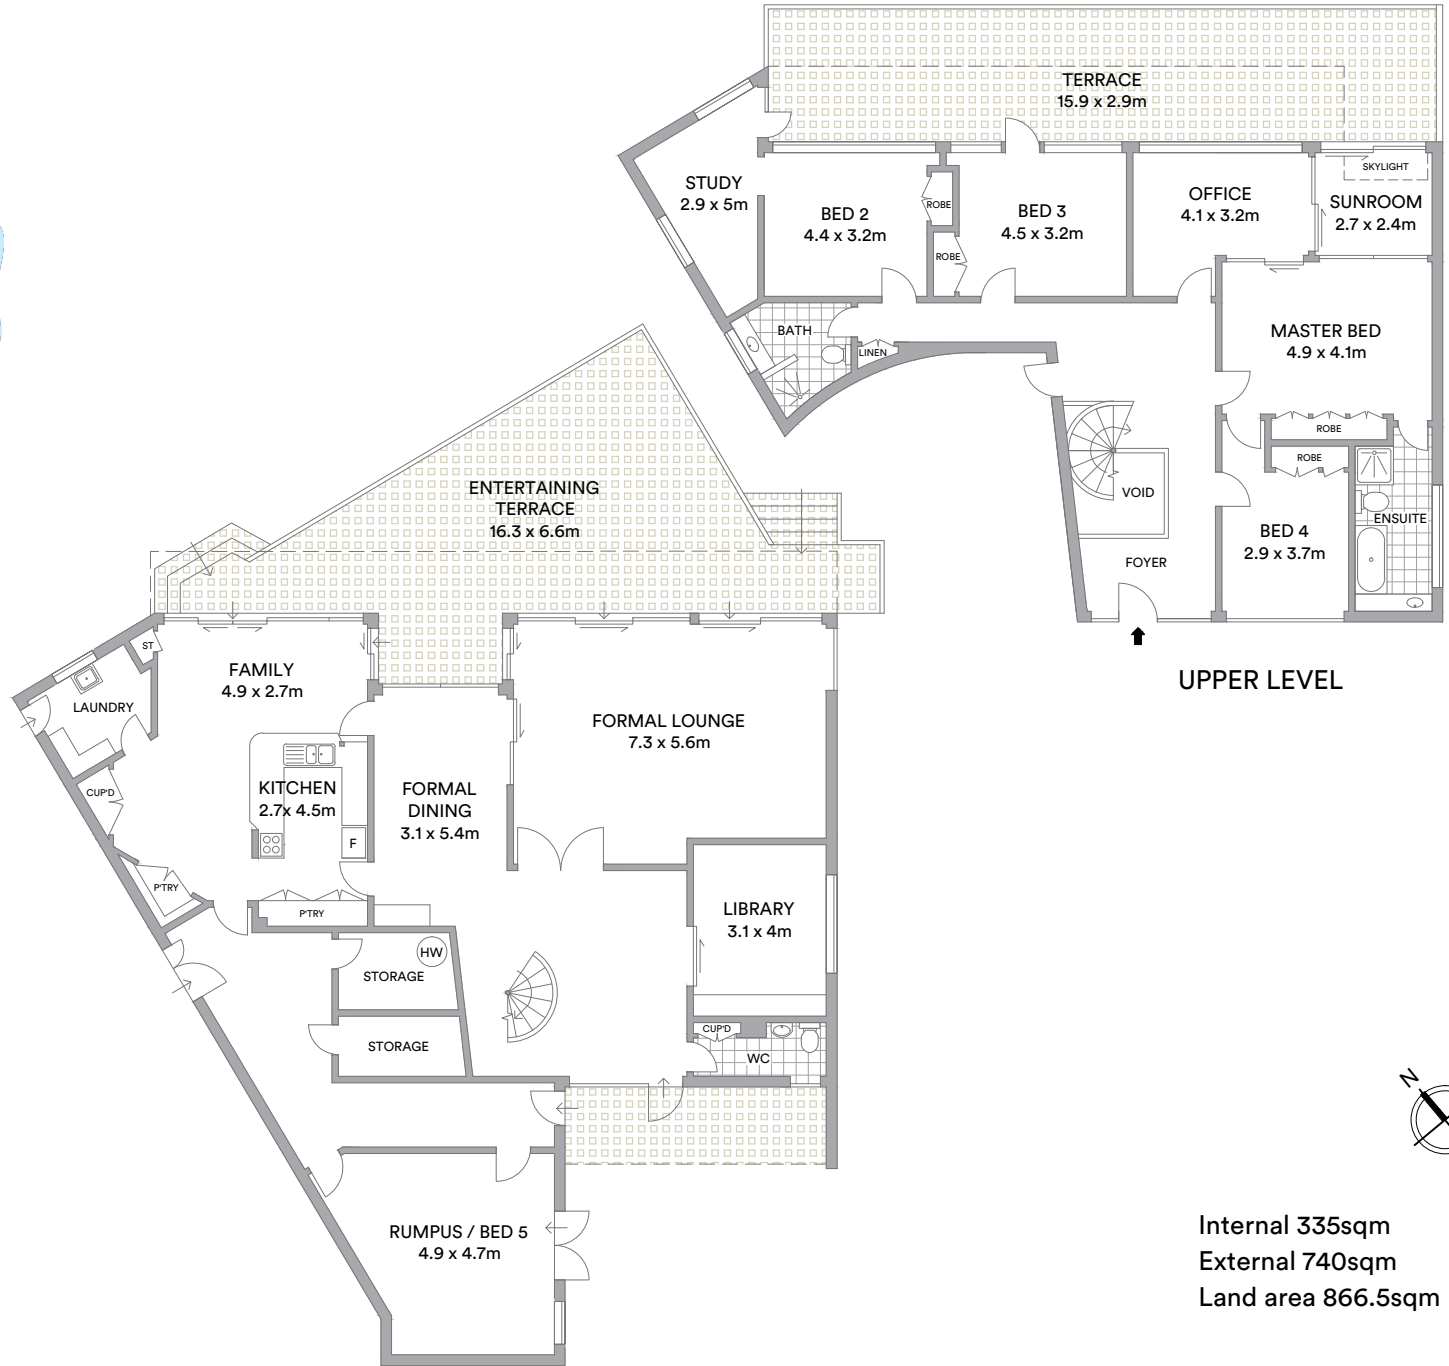 TERRACE
15.9 x 2.9m
SKYLIGHT
STUDY
2.9 x 5m
BED 2
4.4 x 3.2m
ROBE
BED 3
4.5 x 3.2m
ROBE
OFFICE
4.1 x 3.2m
SUNROOM
2.7 x 2.4m
BATH
LINEN
MASTER BED
4.9 x 4.1m
ROBE
ROBE
VOID
BED 4
2.9 x 3.7m
ENSUITE
FOYER
UPPER LEVEL
ENTERTAINING
TERRACE
16.3 x 6.6m
ST
FAMILY
4.9 x 2.7m
LAUNDRY
FORMAL LOUNGE
7.3 x 5.6m
CUP'D
KITCHEN
2.7x 4.5m
FORMAL
DINING
3.1 x 5.4m
F
P'TRY
P'TRY
LIBRARY
3.1 x 4m
HW
STORAGE
STORAGE
CUP'D
WC
RUMPUS / BED 5
4.9 x 4.7m
N
Internal 335sqm
External 740sqm
Land area 866.5sqm